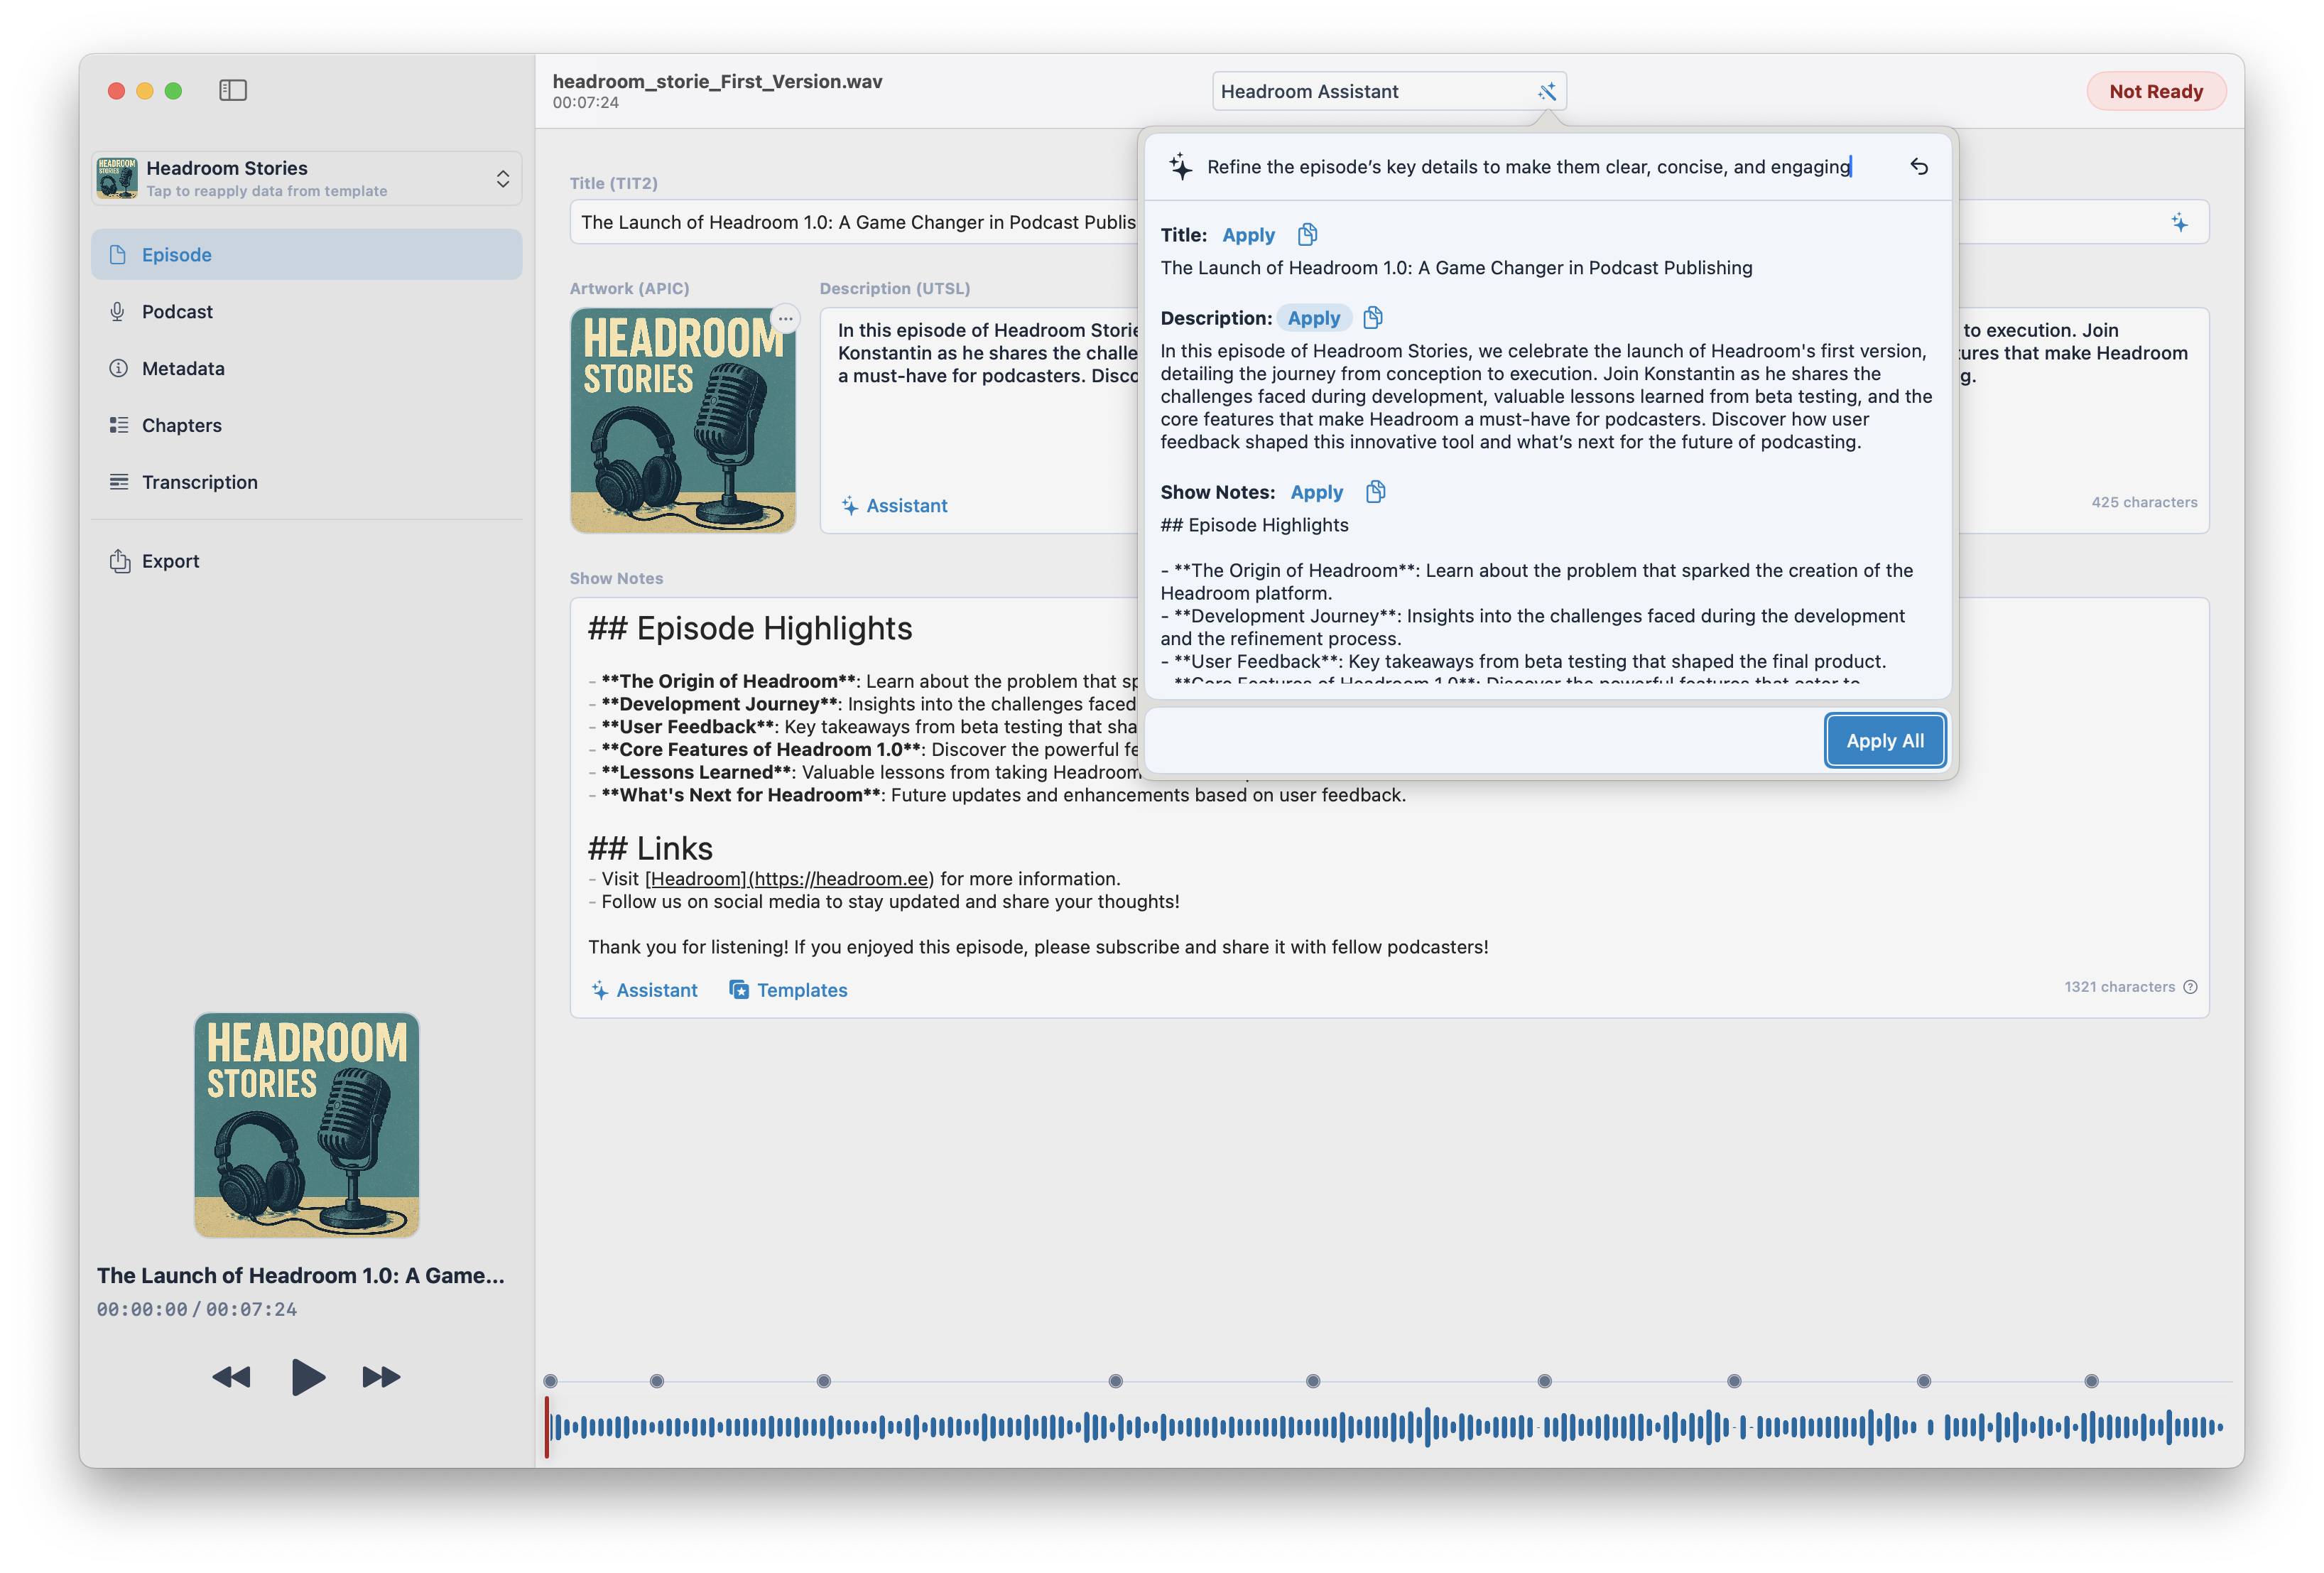 headroom_storie_First_Version.wav
00:07:24
Headroom Assistant
Not Ready
HEADROOM
STORIES
Headroom Stories
Tap to reapply data from template
Episode
Podcast
Metadata
Chapters
Transcription
Export
HEADROOM
STORIES
The Launch of Headroom 1.0: A Game...
00:00:00 / 00:07:24
Title (TIT2)
The Launch of Headroom 1.0: A Game Changer in Podcast Publis
Artwork (APIC)
HEADROOM
STORIES
Description (UTSL)
In this episode of Headroom Storie
Konstantin as he shares the challe
a must-have for podcasters. Disco
to execution. Join
tures that make Headroom
g.
Assistant
425 characters
Show Notes
## Episode Highlights
- **The Origin of Headroom**: Learn about the problem that sp
- **Development Journey**: Insights into the challenges faced
- **User Feedback**: Key takeaways from beta testing that sha
- **Core Features of Headroom 1.0**: Discover the powerful fe
- **Lessons Learned**: Valuable lessons from taking Headroom
- **What's Next for Headroom**: Future updates and enhancements based on user feedback.
## Links
- Visit [Headroom](https://headroom.ee) for more information.
- Follow us on social media to stay updated and share your thoughts!
Thank you for listening! If you enjoyed this episode, please subscribe and share it with fellow podcasters!
Assistant
Templates
1321 characters
Refine the episode’s key details to make them clear, concise, and engaging
Title: Apply
The Launch of Headroom 1.0: A Game Changer in Podcast Publishing
Description: Apply
In this episode of Headroom Stories, we celebrate the launch of Headroom's first version,
detailing the journey from conception to execution. Join Konstantin as he shares the
challenges faced during development, valuable lessons learned from beta testing, and the
core features that make Headroom a must-have for podcasters. Discover how user
feedback shaped this innovative tool and what’s next for the future of podcasting.
Show Notes: Apply
## Episode Highlights
- **The Origin of Headroom**: Learn about the problem that sparked the creation of the
Headroom platform.
- **Development Journey**: Insights into the challenges faced during the development
and the refinement process.
- **User Feedback**: Key takeaways from beta testing that shaped the final product.
- **Core Features of Headroom 1.0**: Discover the powerful features that cater to
Apply All